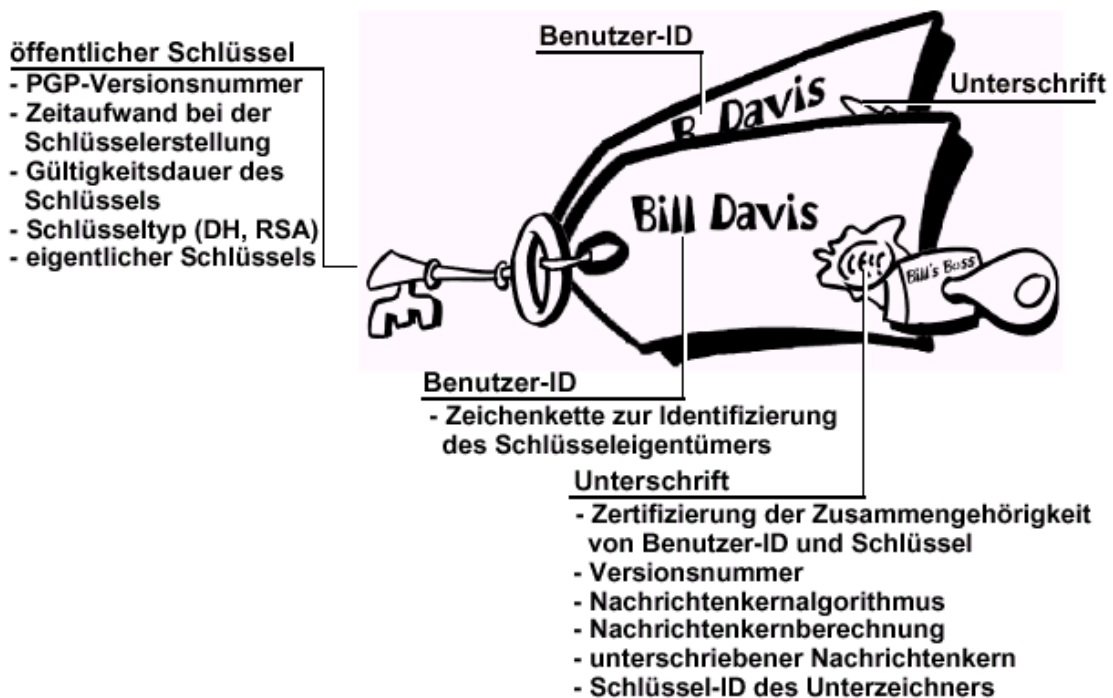 öffentlicher Schlüssel
- PGP-Versionsnummer
- Zeitaufwand bei der
Schlüsselerstellung
- Gültigkeitsdauer des
Schlüssels
- Schlüsseltyp (DH, RSA)
- eigentlicher Schlüssels
Benutzer-ID
Unterschrift
B. Davis
Bill Davis
Bill's Boss
Benutzer-ID
- Zeichenkette zur Identifizierung
des Schlüsseleigentümers
Unterschrift
- Zertifizierung der Zusammengehörigkeit
von Benutzer-ID und Schlüssel
- Versionsnummer
- Nachrichtenkernalgorithmus
- Nachrichtenkernberechnung
- unterschriebener Nachrichtenkern
- Schlüssel-ID des Unterzeichners